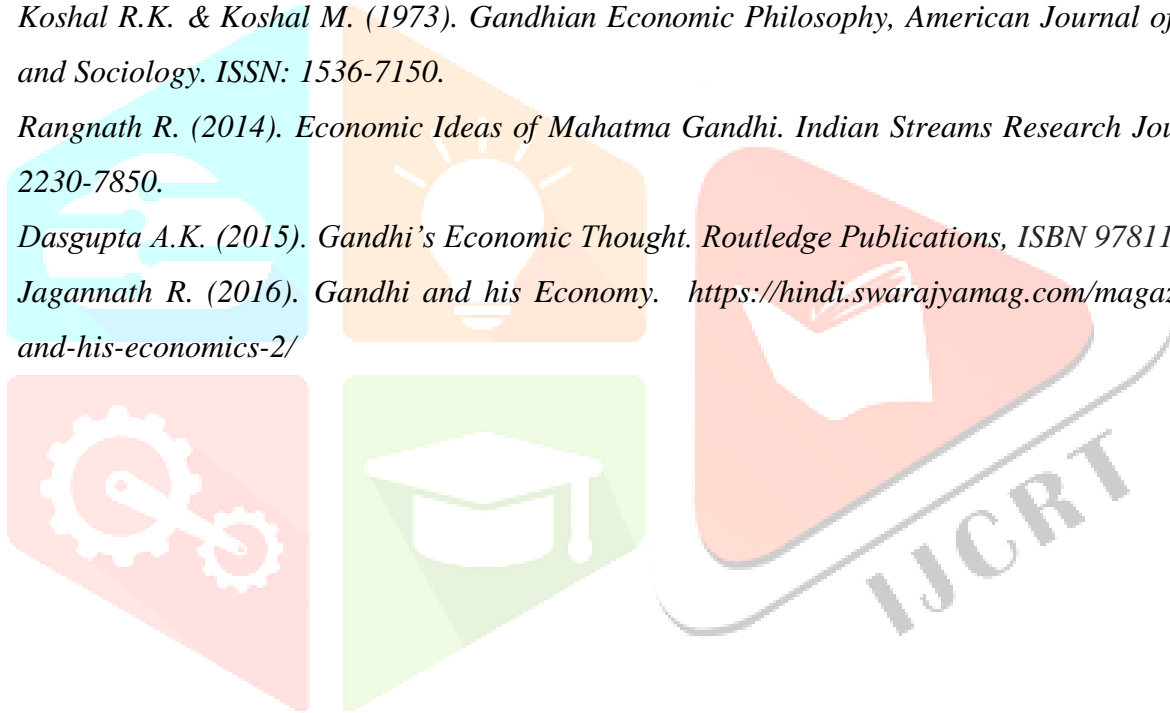 Koshal R.K. & Koshal M. (1973). Gandhian Economic Philosophy, American Journal of
and Sociology. ISSN: 1536-7150.
Rangnath R. (2014). Economic Ideas of Mahatma Gandhi. Indian Streams Research Jou
2230-7850.
Dasgupta A.K. (2015). Gandhi’s Economic Thought. Routledge Publications, ISBN 97811
Jagannath R. (2016). Gandhi and his Economy. https://hindi.swarajyamag.com/magaz
and-his-economics-2/
IJCRT